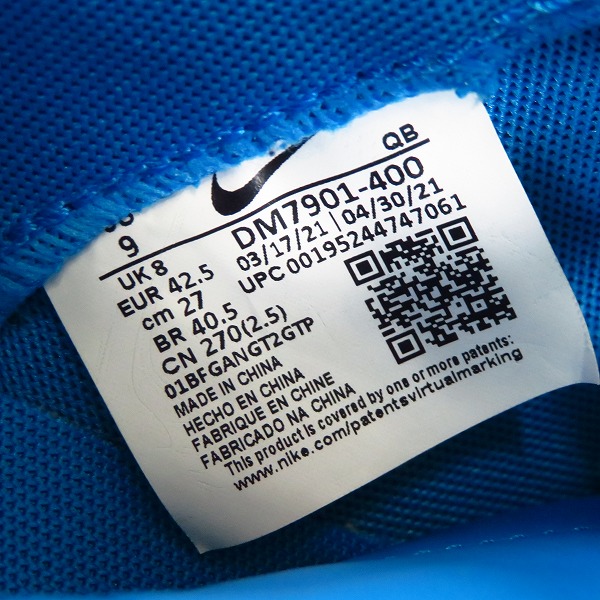 QB
9
UK 8
EUR 42.5
cm 27
BR 40.5
CN 270(2.5)
01BFGANGT2GTP
DM7901-400
03/17/21 | 04/30/21
UPC 00195244747061
MADE IN CHINA
HECHO EN CHINA
FABRIQUE EN CHINE
FABRICADO NA CHINA
This product is covered by one or more patents:
www.nike.com/patentsvirtualmarking